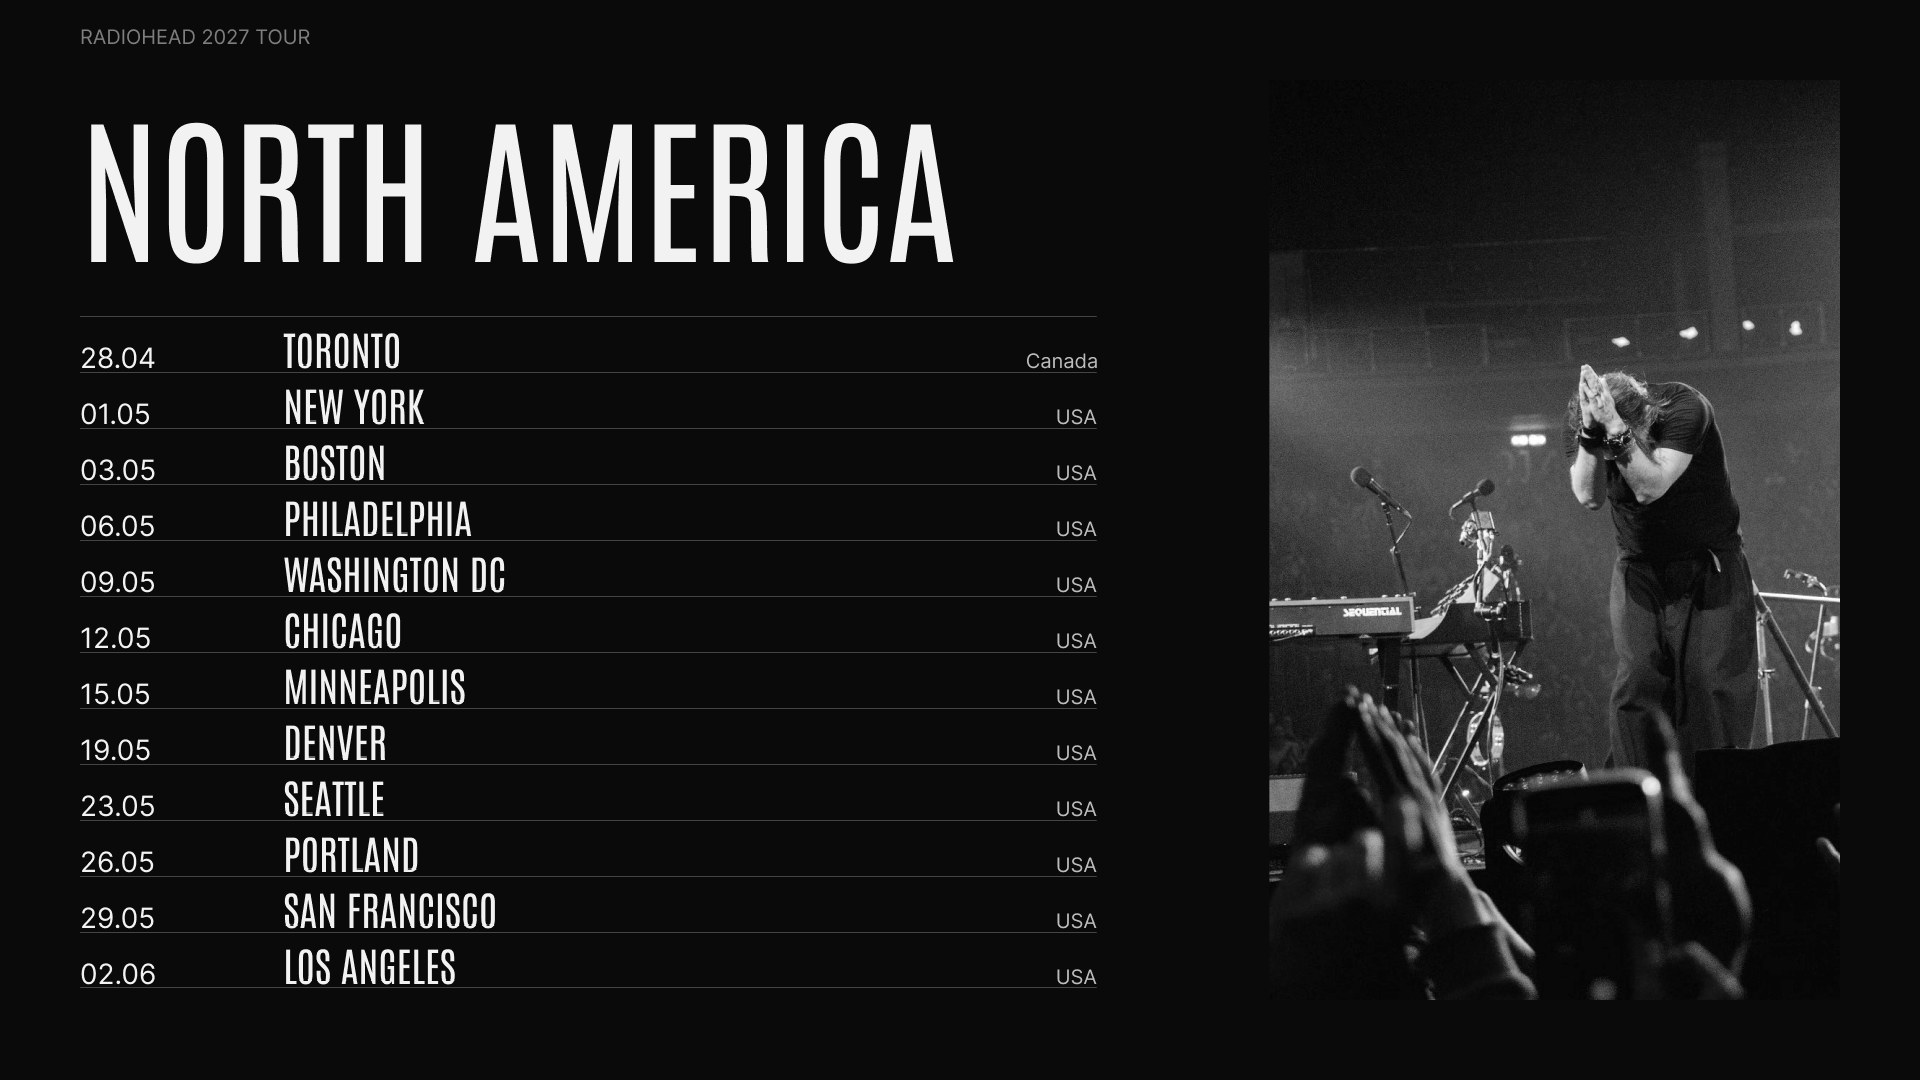 RADIOHEAD 2027 TOUR
NORTH AMERICA
28.04 TORONTO Canada
01.05 NEW YORK USA
03.05 BOSTON USA
06.05 PHILADELPHIA USA
09.05 WASHINGTON DC USA
12.05 CHICAGO USA
15.05 MINNEAPOLIS USA
19.05 DENVER USA
23.05 SEATTLE USA
26.05 PORTLAND USA
29.05 SAN FRANCISCO USA
02.06 LOS ANGELES USA
SEQUENTIAL